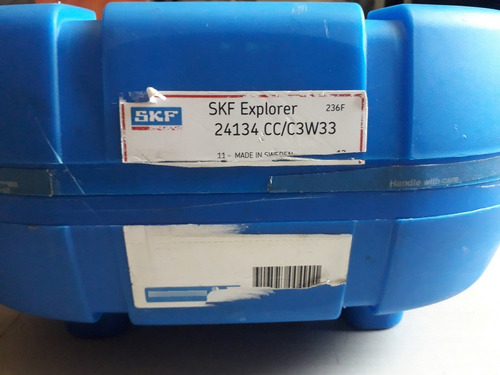 SKF
SKF Explorer 236F
24134 CC/C3W33
11 - MADE IN SWEDEN
Handle with care